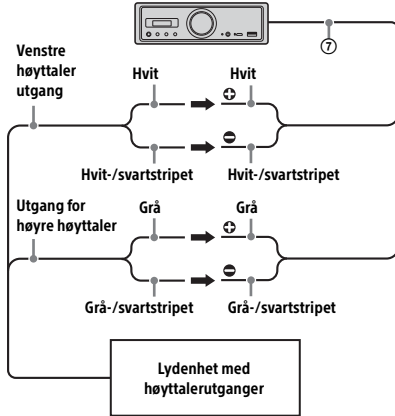 ⑦
Venstre
høyttaler
utgang
Hvit
Hvit
Hvit-/svartstripet
Hvit-/svartstripet
Utgang for
høyre høyttaler
Grå
Grå
Grå-/svartstripet
Grå-/svartstripet
Lydenhet med
høyttalerutganger